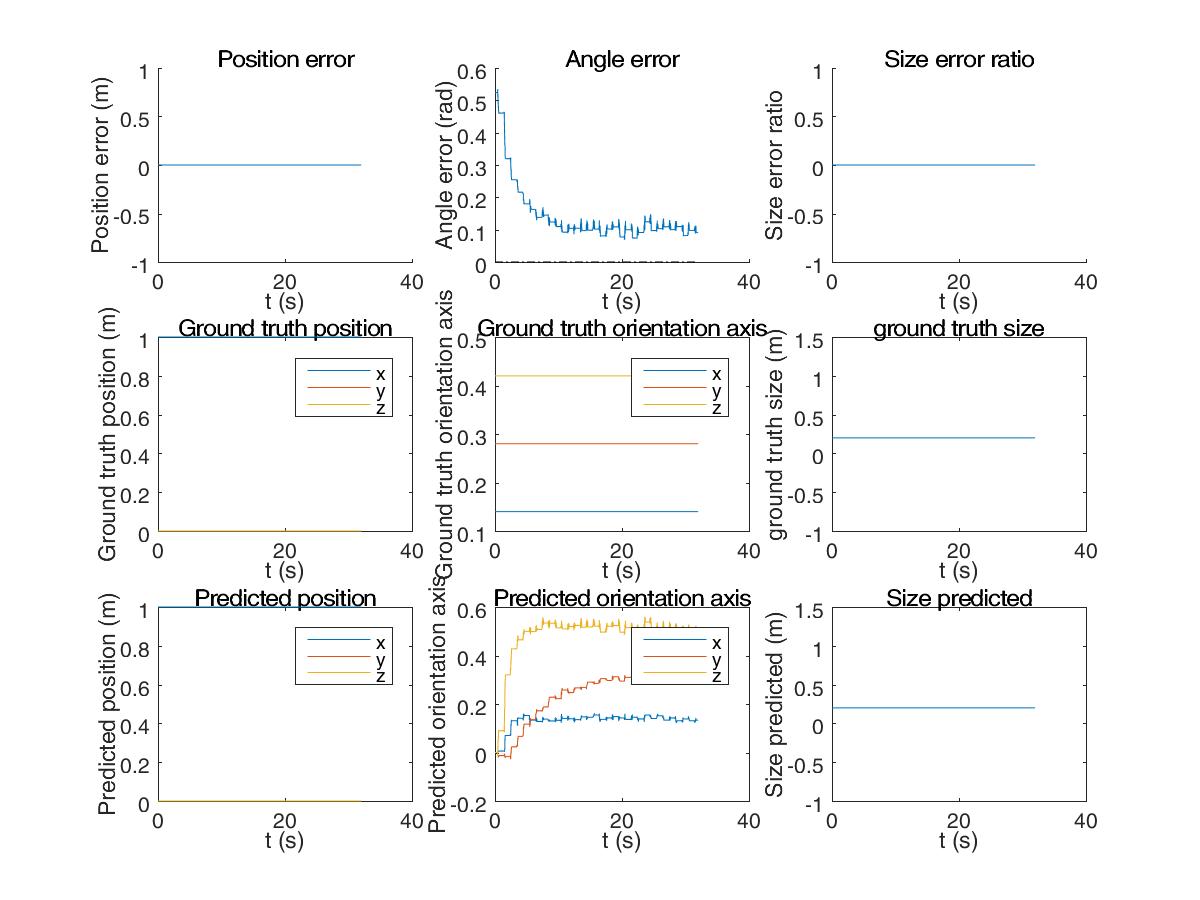 Position error
Position error (m)
1
0.5
0
-0.5
-1
0
20
40
t (s)
Angle error
Angle error (rad)
0.6
0.5
0.4
0.3
0.2
0.1
0
0
20
40
t (s)
Size error ratio
Size error ratio
1
0.5
0
-0.5
-1
0
20
40
t (s)
Ground truth position
Ground truth position (m)
1
0.8
0.6
0.4
0.2
0
0
20
40
t (s)
x
y
z
Ground truth orientation axis
Ground truth orientation axis
0.5
0.4
0.3
0.2
0.1
0
20
40
t (s)
x
y
z
ground truth size
ground truth size (m)
1.5
1
0.5
0
-0.5
-1
0
20
40
t (s)
Predicted position
Predicted position (m)
1
0.8
0.6
0.4
0.2
0
0
20
40
t (s)
x
y
z
Predicted orientation axis
Predicted orientation axis
0.6
0.4
0.2
0
-0.2
0
20
40
t (s)
x
y
z
Size predicted
Size predicted (m)
1.5
1
0.5
0
-0.5
-1
0
20
40
t (s)